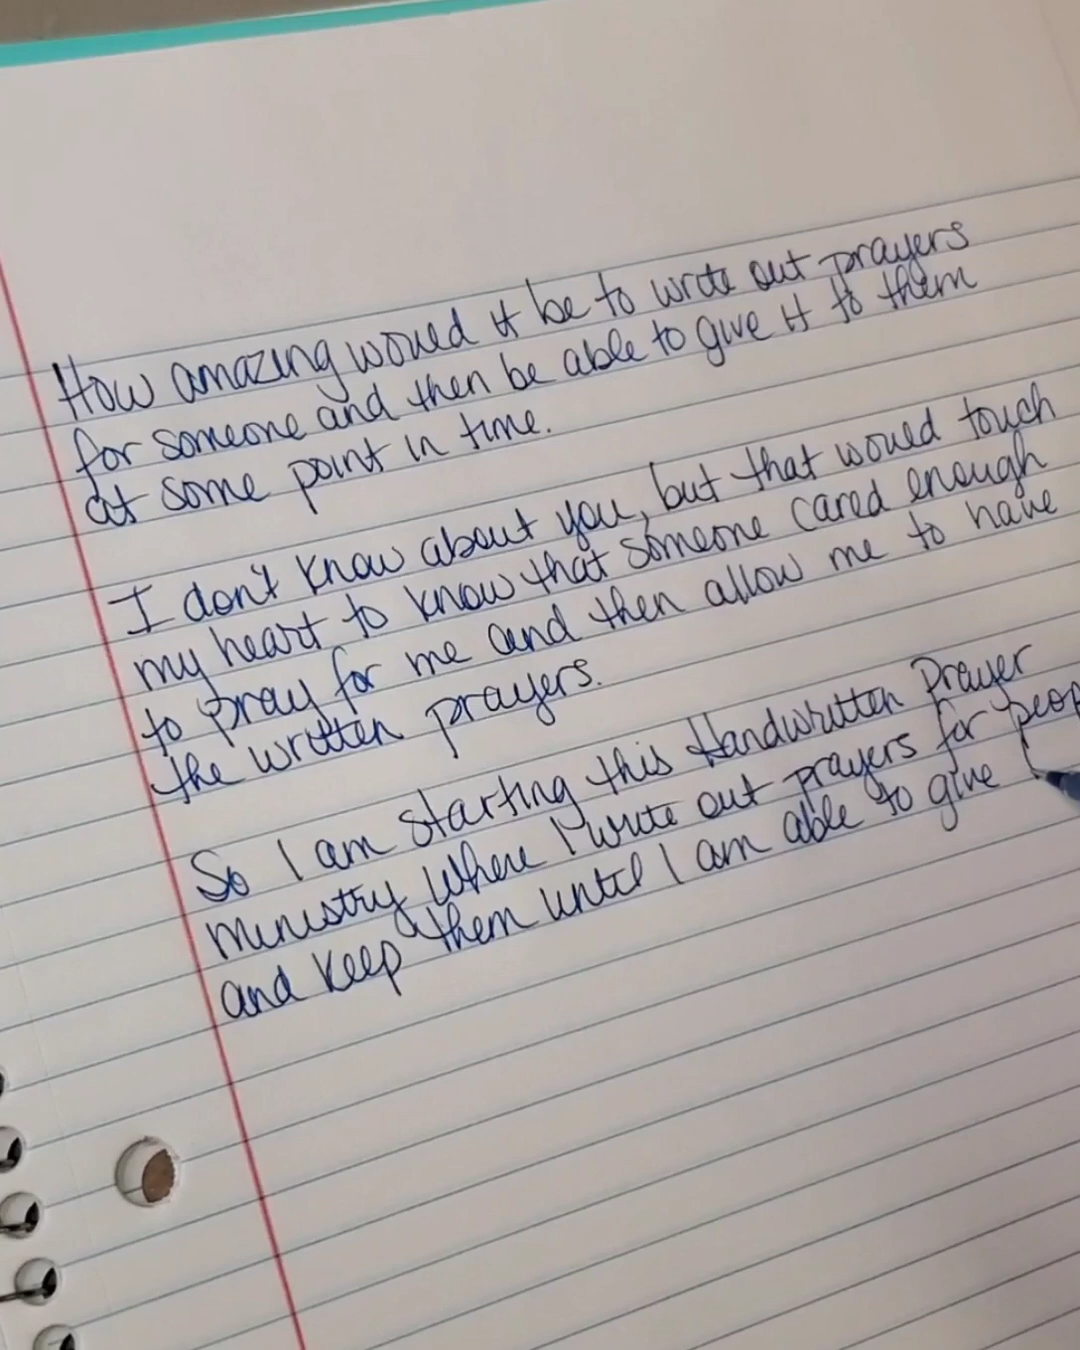 How amazing would it be to write out prayers
for someone and then be able to give it to them
at some point in time.
I don't know about you, but that would touch
my heart to know that someone cared enough
to pray for me and then allow me to have
the written prayers.
So I am starting this Handwritten Prayer
ministry where I write out prayers for peop
and keep them until I am able to give